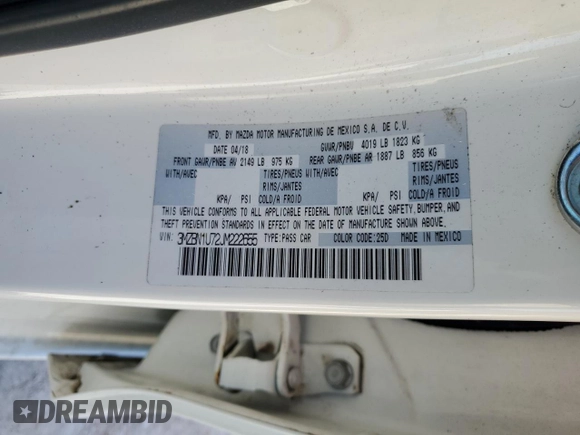 MFD. BY MAZDA MOTOR MANUFACTURING DE MEXICO S.A. DE C.V.
DATE 04/18 GVWR/PNBV 4019 LB 1823 KG
FRONT GAWR/PNBE AV 2149 LB 975 KG REAR GAWR/PNBE AR 1887 LB 856 KG
WITH/AVEC TIRES/PNEUS WITH/AVEC TIRES/PNEUS
RIMS/JANTES RIMS/JANTES
KPA/ PSI COLD/A FROID KPA/ PSI COLD/A FROID
THIS VEHICLE CONFORMS TO ALL APPLICABLE FEDERAL MOTOR VEHICLE SAFETY, BUMPER, AND
THEFT PREVENTION STANDARDS IN EFFECT ON THE DATE OF MANUFACTURE SHOWN ABOVE.
VIN: 3MZBN1U72JM222655 TYPE:PASS CAR COLOR CODE:25D MADE IN MEXICO
DREAMBID